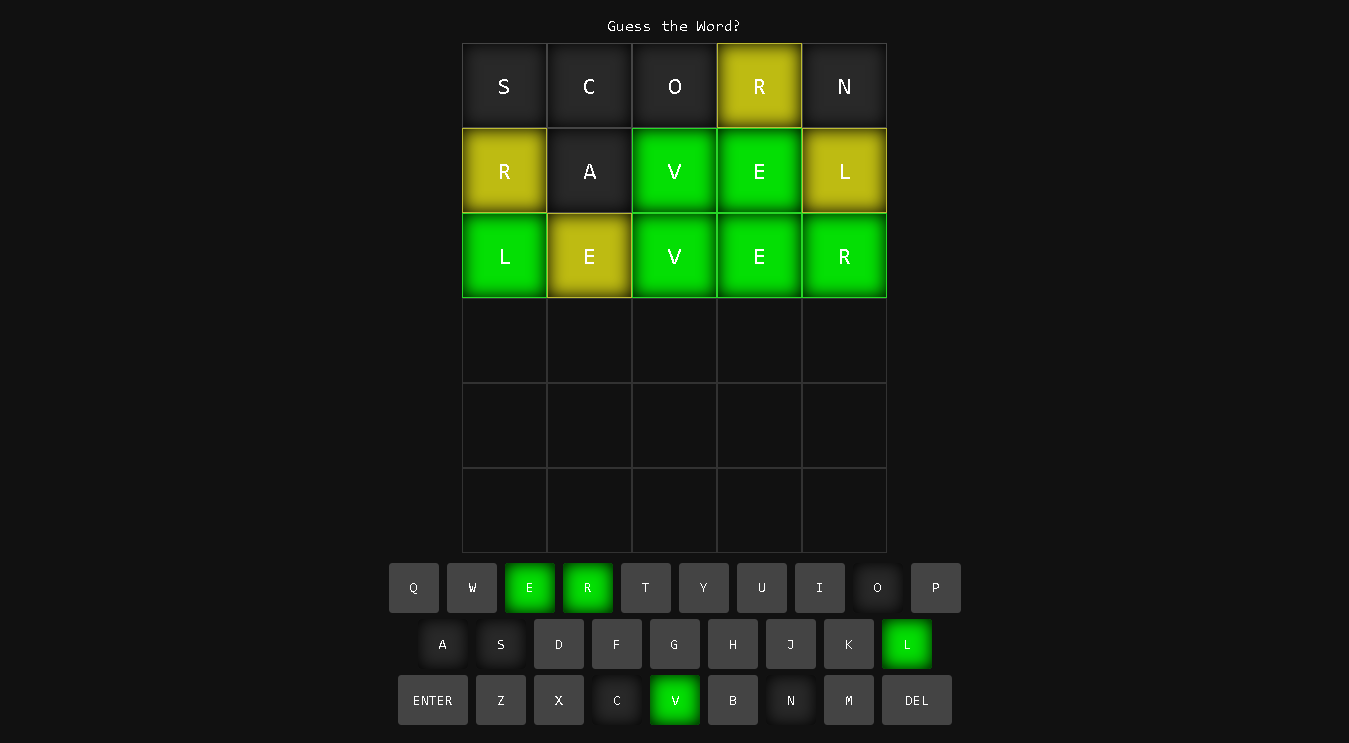 Guess the Word?
S C O R N
R A V E L
L E V E R
Q W E R T Y U I O P
A S D F G H J K L
ENTER Z X C V B N M DEL